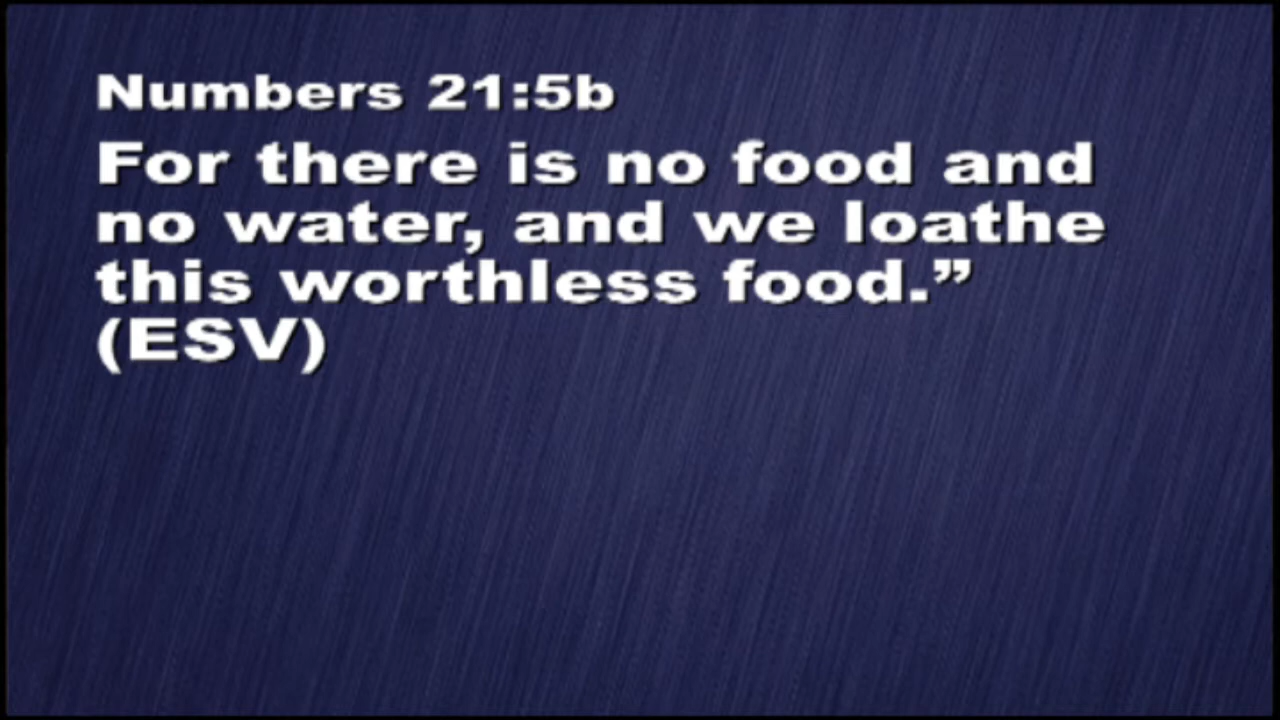 Numbers 21:5b
For there is no food and
no water, and we loathe
this worthless food.”
(ESV)